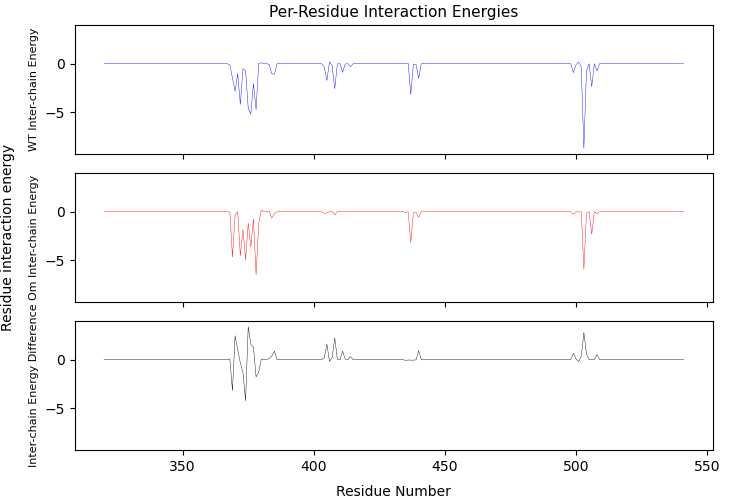 Per-Residue Interaction Energies
Residue interaction energy
WT Inter-chain Energy
0
−5
Om Inter-chain Energy
0
−5
Inter-chain Energy Difference
0
−5
350
400
450
500
550
Residue Number